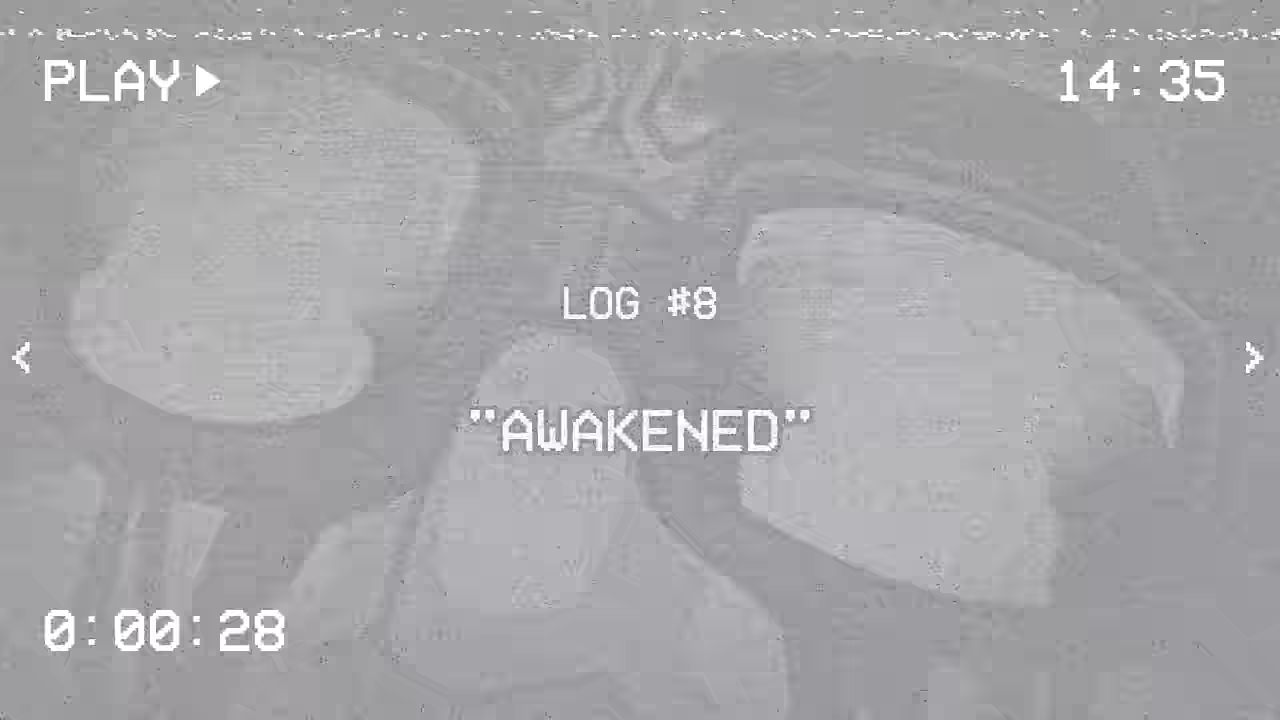 PLAY▶ 14:35
LOG #8
< >
"AWAKENED"
0:00:28